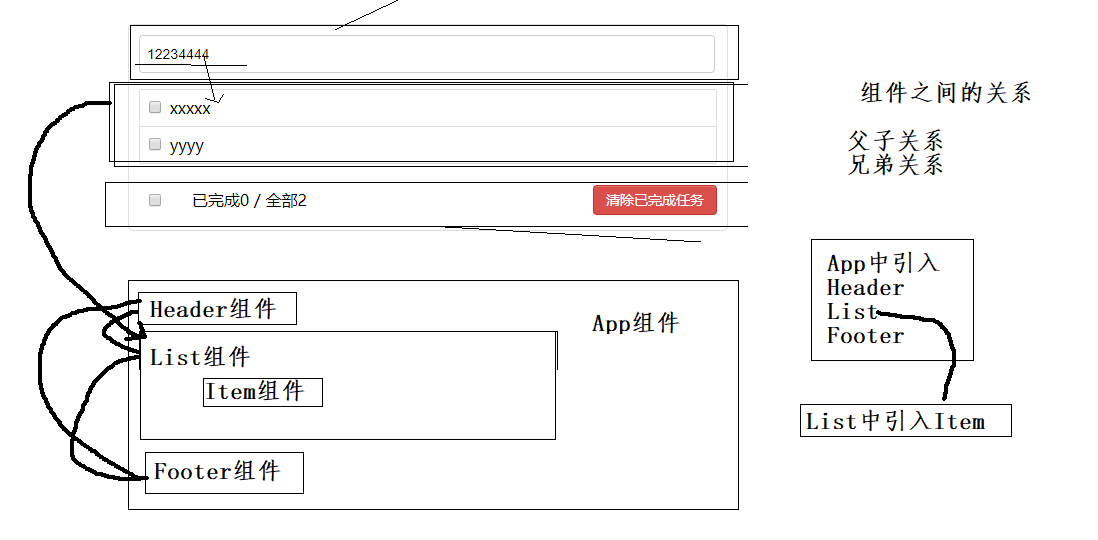 12234444
xxxxx
yyyy
已完成0 / 全部2
清除已完成任务
组件之间的关系
父子关系
兄弟关系
App中引入
Header
List
Footer
List中引入Item
Header组件
App组件
List组件
Item组件
Footer组件